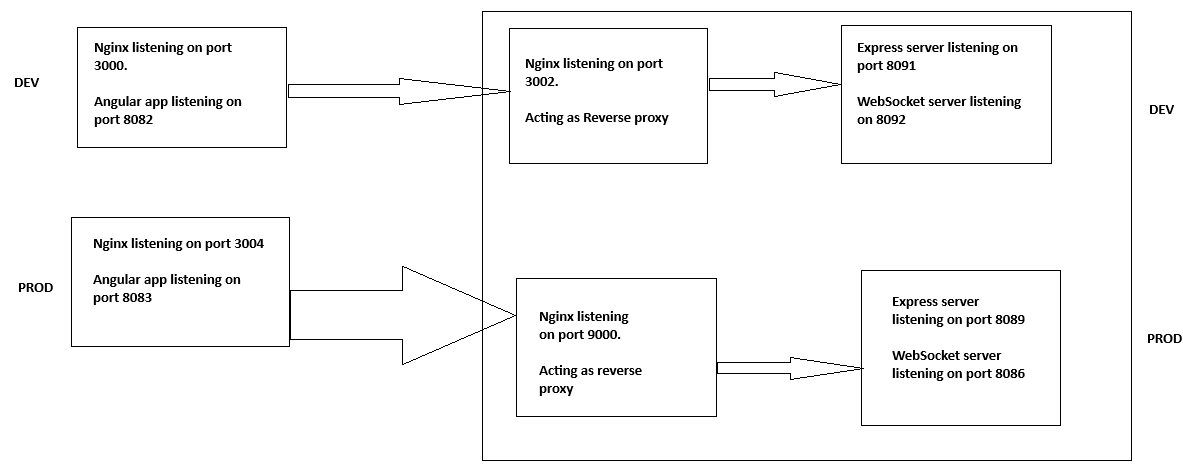 DEV
Nginx listening on port
3000.
Angular app listening on
port 8082
Nginx listening on port
3002.
Acting as Reverse proxy
Express server listening on
port 8091
WebSocket server listening
on 8092
DEV
PROD
Nginx listening on port 3004
Angular app listening on
port 8083
Nginx listening
on port 9000.
Acting as reverse
proxy
Express server
listening on port 8089
WebSocket server
listening on port 8086
PROD